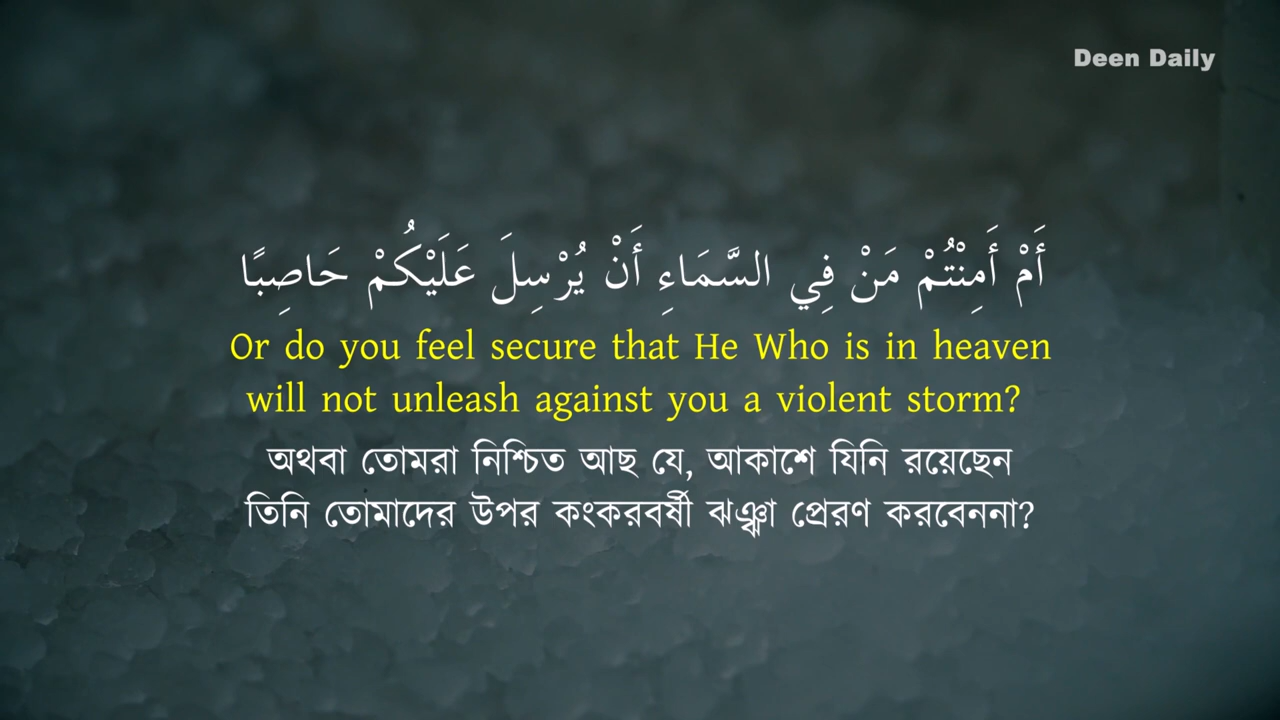 Deen Daily
أَمْ أَمِنْتُمْ مَنْ فِي السَّمَاءِ أَنْ يُرْسِلَ عَلَيْكُمْ حَاصِبًا
Or do you feel secure that He Who is in heaven
will not unleash against you a violent storm?
অথবা তোমরা নিশ্চিত আছ যে, আকাশে যিনি রয়েছেন
তিনি তোমাদের উপর কংকরবর্ষী ঝঞ্ঝা প্রেরণ করবেননা?